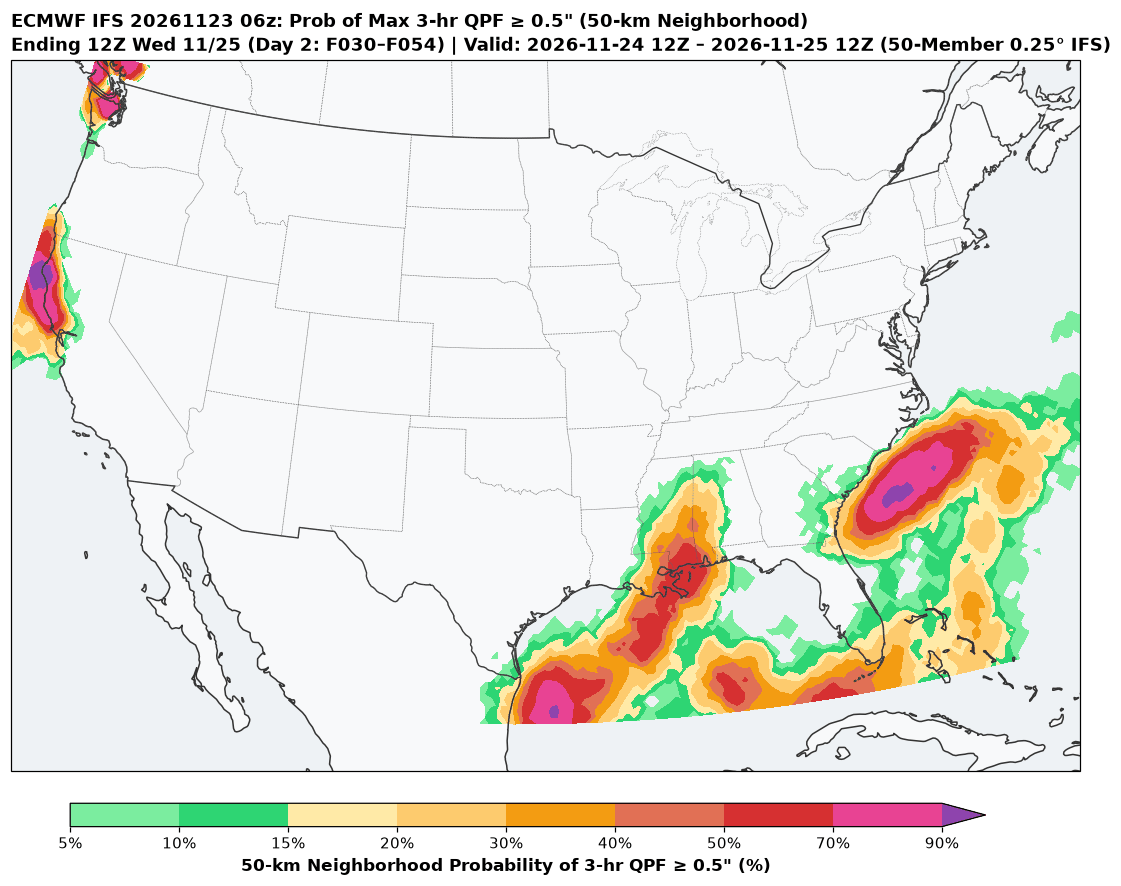 ECMWF IFS 20261123 06z: Prob of Max 3-hr QPF ≥ 0.5" (50-km Neighborhood)
Ending 12Z Wed 11/25 (Day 2: F030–F054) | Valid: 2026-11-24 12Z – 2026-11-25 12Z (50-Member 0.25° IFS)
5% 10% 15% 20% 30% 40% 50% 70% 90%
50-km Neighborhood Probability of 3-hr QPF ≥ 0.5" (%)